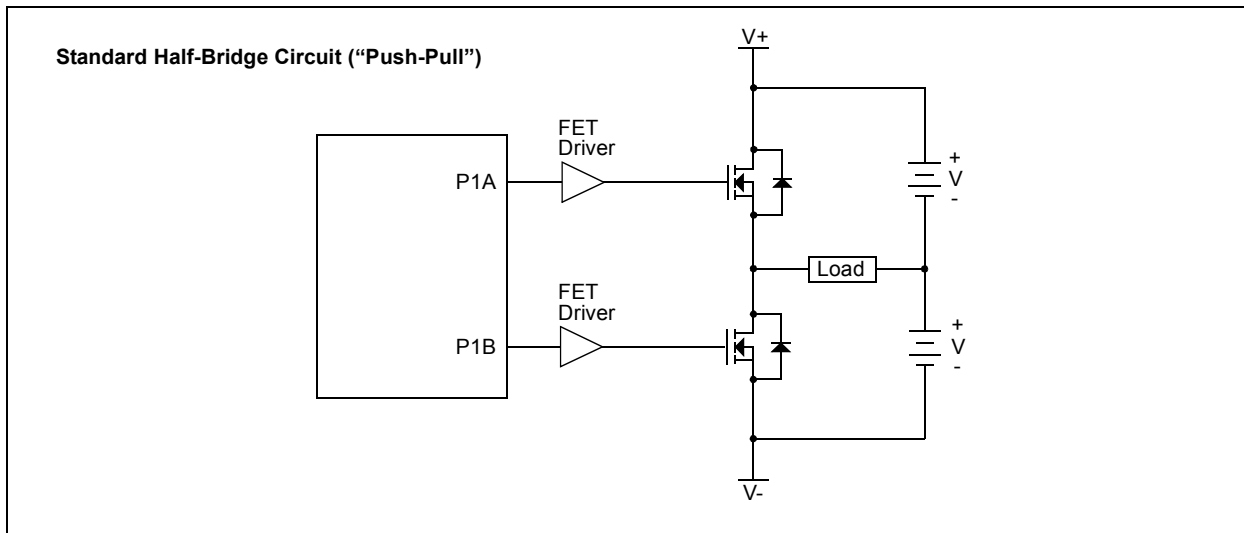 Standard Half-Bridge Circuit (“Push-Pull”)
V+
FET
Driver
P1A
+
V
-
Load
FET
Driver
P1B
+
V
-
V-